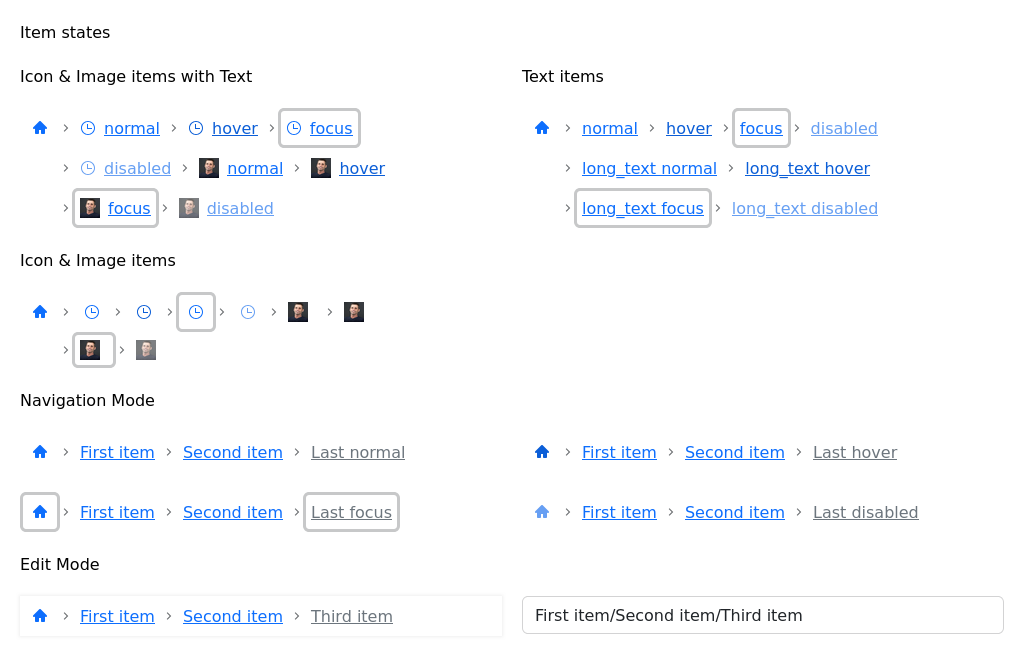 Item states
Icon & Image items with Text
normal hover focus
disabled normal hover
focus disabled
Text items
normal hover focus disabled
long_text normal long_text hover
long_text focus long_text disabled
Icon & Image items
Navigation Mode
First item Second item Last normal
First item Second item Last hover
First item Second item Last focus
First item Second item Last disabled
Edit Mode
First item Second item Third item
First item/Second item/Third item